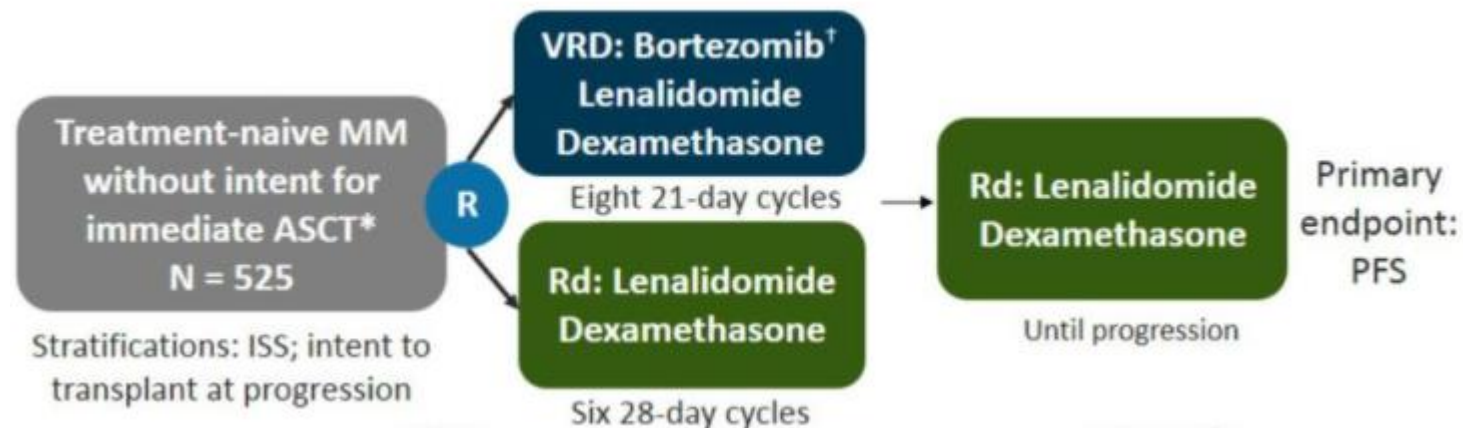 Treatment-naive MM
without intent for
immediate ASCT*
N = 525
Stratifications: ISS; intent to
transplant at progression
R
VRD: Bortezomib†
Lenalidomide
Dexamethasone
Eight 21-day cycles
Rd: Lenalidomide
Dexamethasone
Six 28-day cycles
Rd: Lenalidomide
Dexamethasone
Until progression
Primary
endpoint:
PFS